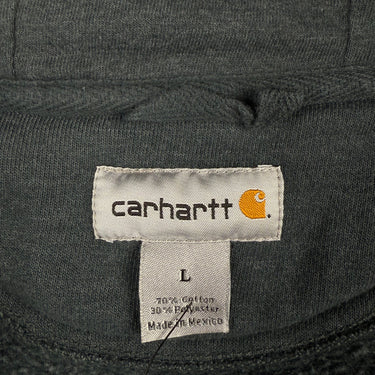 carhartt
L
70% Cotton
30% Polyester
Made in Mexico